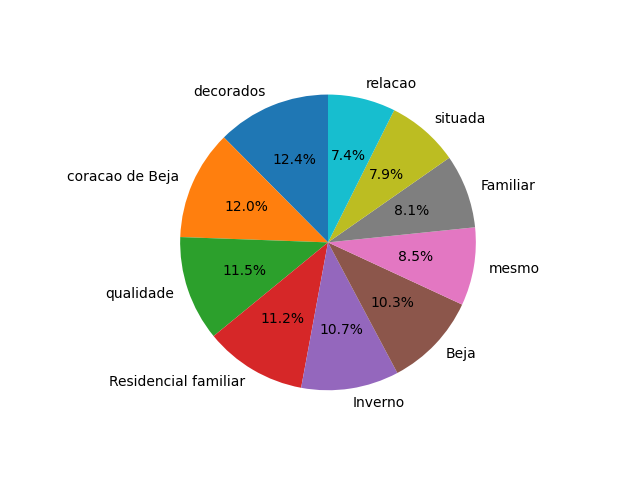 relacao
decorados
situada
coracao de Beja
Familiar
mesmo
qualidade
Beja
Residencial familiar
Inverno
12.4%
7.4%
7.9%
12.0%
8.1%
8.5%
11.5%
10.3%
11.2%
10.7%